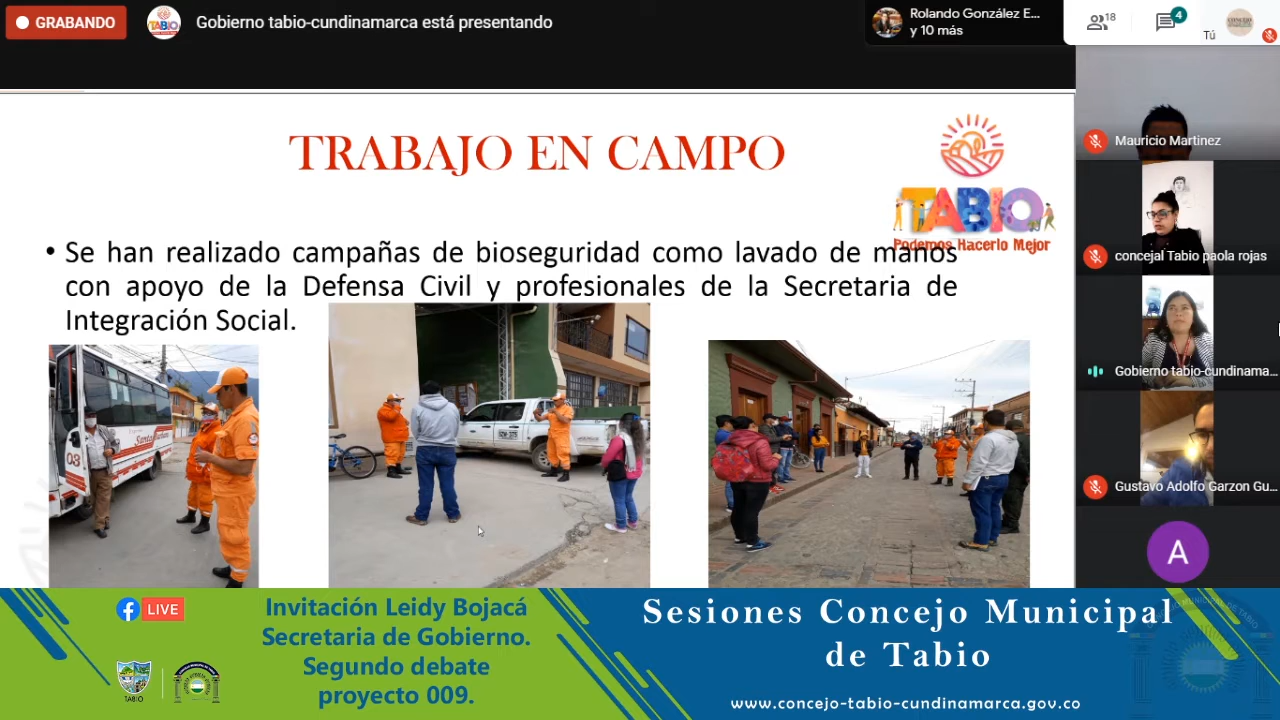 GRABANDO
Gobierno tabio-cundinamarca está presentando
Rolando González E...
y 10 más
18
4
Tú
TRABAJO EN CAMPO
TABIO
Podemos Hacerlo Mejor
• Se han realizado campañas de bioseguridad como lavado de manos
con apoyo de la Defensa Civil y profesionales de la Secretaria de
Integración Social.
03
Mauricio Martinez
concejal Tabio paola rojas
Gobierno tabio-cundinama...
Gustavo Adolfo Garzon Gu...
A
LIVE
TABIO
Invitación Leidy Bojacá
Secretaria de Gobierno.
Segundo debate
proyecto 009.
Sesiones Concejo Municipal
de Tabio
www.concejo-tabio-cundinamarca.gov.co